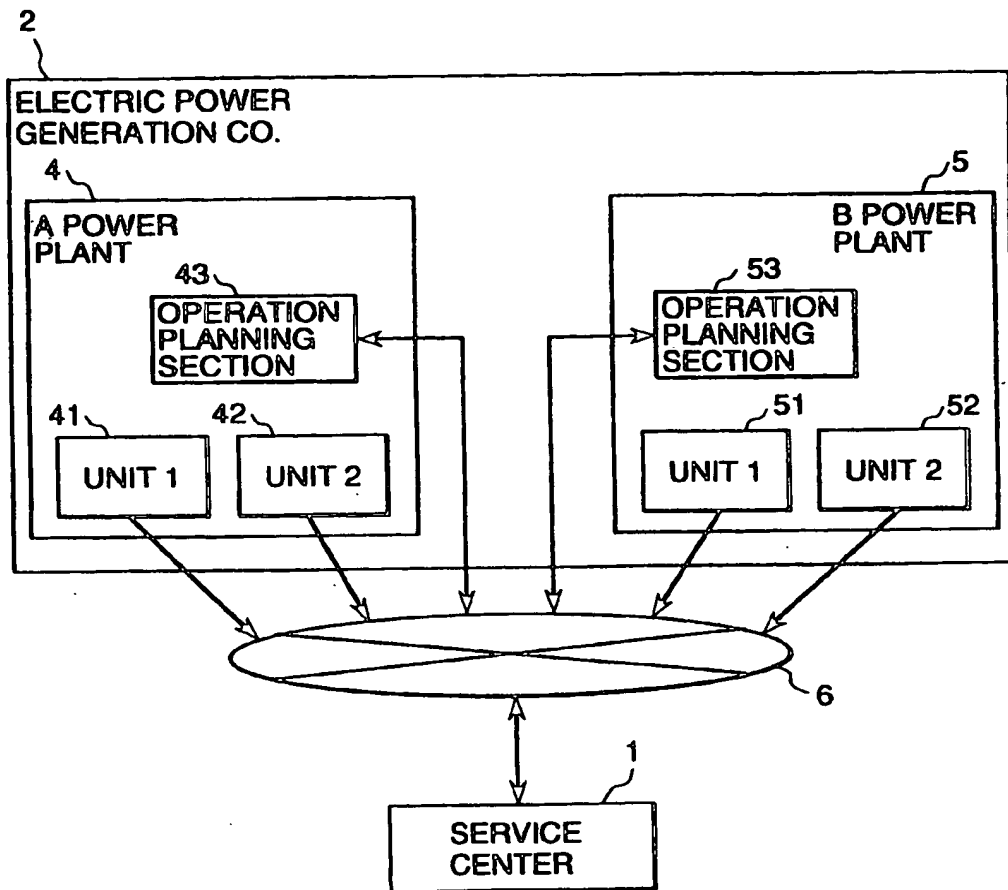 2
ELECTRIC POWER
GENERATION CO.
4
A POWER
PLANT
43
OPERATION
PLANNING
SECTION
41
UNIT 1
42
UNIT 2
5
B POWER
PLANT
53
OPERATION
PLANNING
SECTION
51
UNIT 1
52
UNIT 2
6
1
SERVICE
CENTER